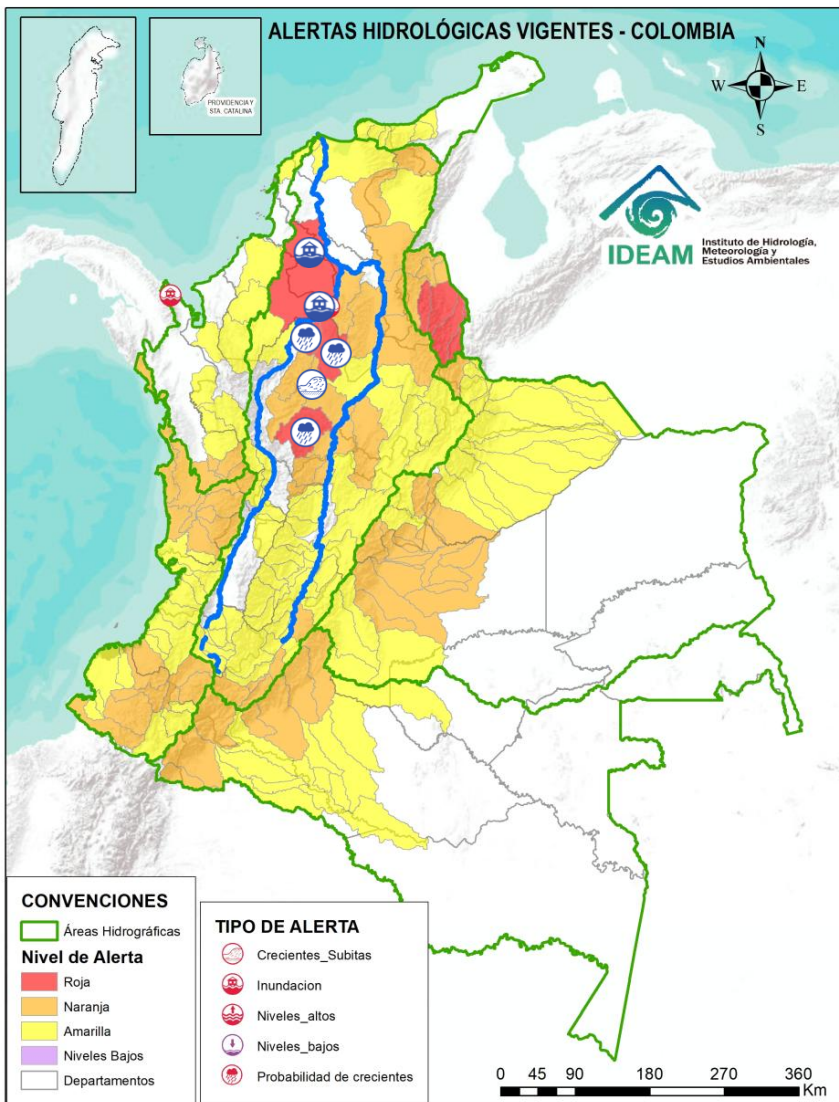 ALERTAS HIDROLÓGICAS VIGENTES - COLOMBIA
PROVIDENCIA Y
STA. CATALINA
N
W
E
S
IDEAM
Instituto de Hidrología,
Meteorología y
Estudios Ambientales
CONVENCIONES
Áreas Hidrográficas
Nivel de Alerta
Roja
Naranja
Amarilla
Niveles Bajos
Departamentos
TIPO DE ALERTA
Crecientes_Subitas
Inundacion
Niveles_altos
Niveles_bajos
Probabilidad de crecientes
0 45 90 180 270 360
Km